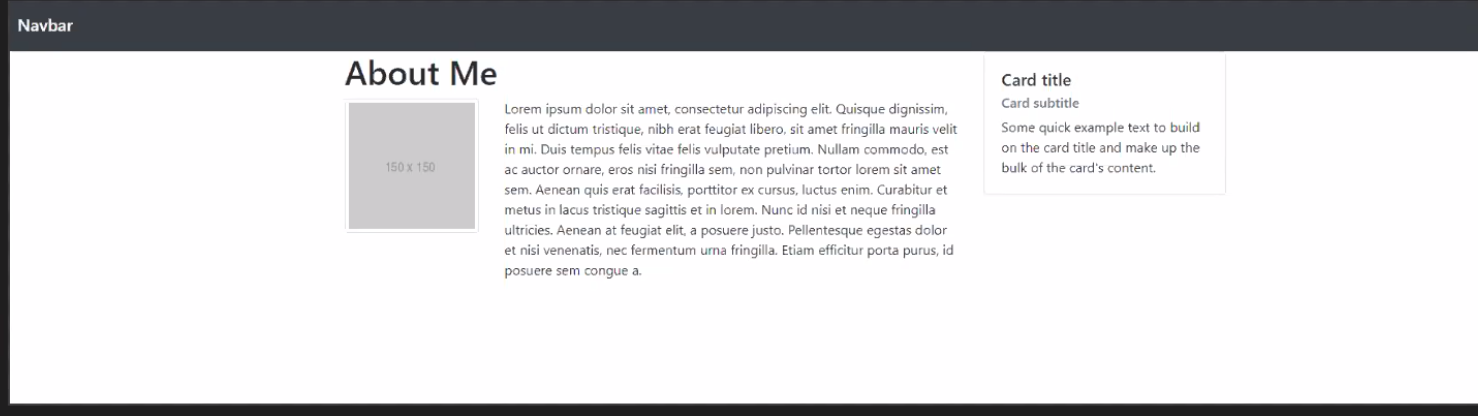 Navbar
About Me
150 x 150
Lorem ipsum dolor sit amet, consectetur adipiscing elit. Quisque dignissim,
felis ut dictum tristique, nibh erat feugiat libero, sit amet fringilla mauris velit
in mi. Duis tempus felis vitae felis vulputate pretium. Nullam commodo, est
ac auctor ornare, eros nisi fringilla sem, non pulvinar tortor lorem sit amet
sem. Aenean quis erat facilisis, porttitor ex cursus, luctus enim. Curabitur et
metus in lacus tristique sagittis et in lorem. Nunc id nisi et neque fringilla
ultricies. Aenean at feugiat elit, a posuere justo. Pellentesque egestas dolor
et nisi venenatis, nec fermentum urna fringilla. Etiam efficitur porta purus, id
posuere sem congue a.
Card title
Card subtitle
Some quick example text to build
on the card title and make up the
bulk of the card's content.